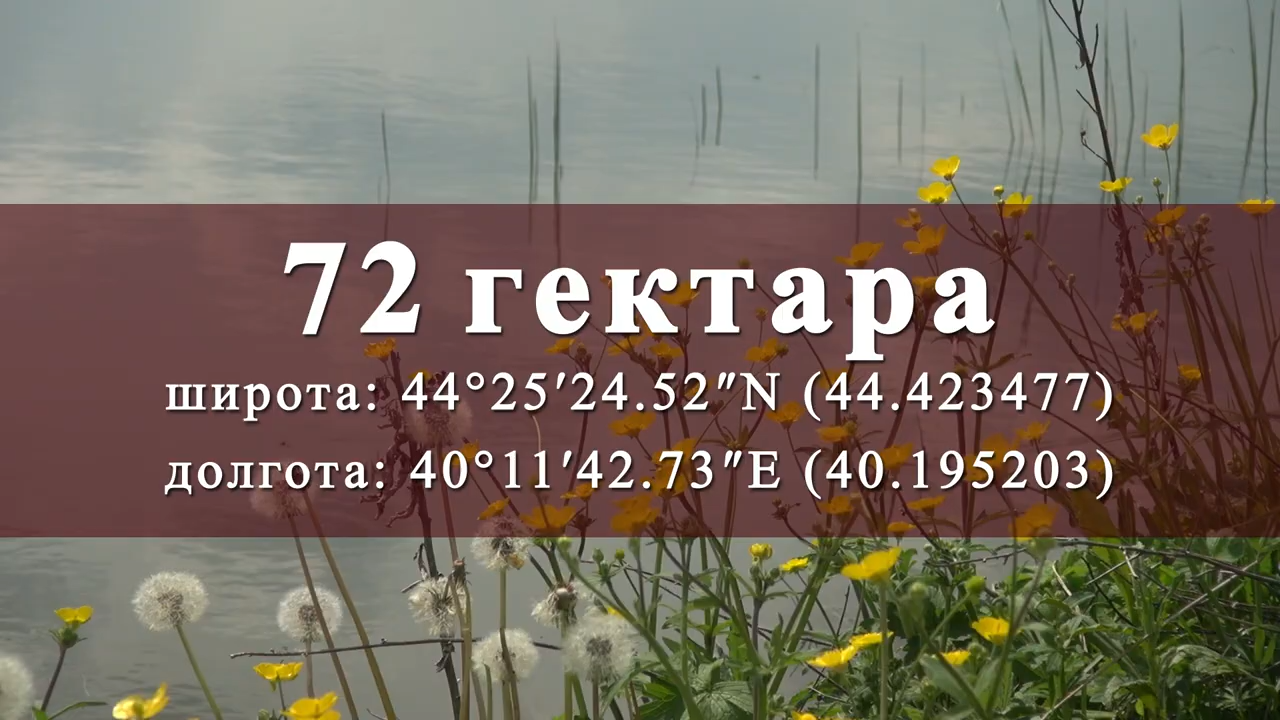 72 гектара
широта: 44°25′24.52″N (44.423477)
долгота: 40°11′42.73″E (40.195203)